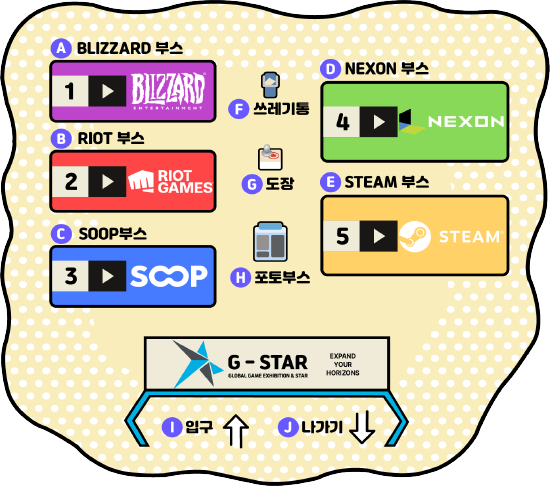 A BLIZZARD 부스
1 BLIZZARD
ENTERTAINMENT
B RIOT 부스
2 RIOT
GAMES
C SOOP부스
3 SOOP
F 쓰레기통
G 도장
H 포토부스
D NEXON 부스
4 NEXON
E STEAM 부스
5 STEAM
G - STAR
GLOBAL GAME EXHIBITION & STAR
EXPAND
YOUR
HORIZONS
I 입구
J 나가기